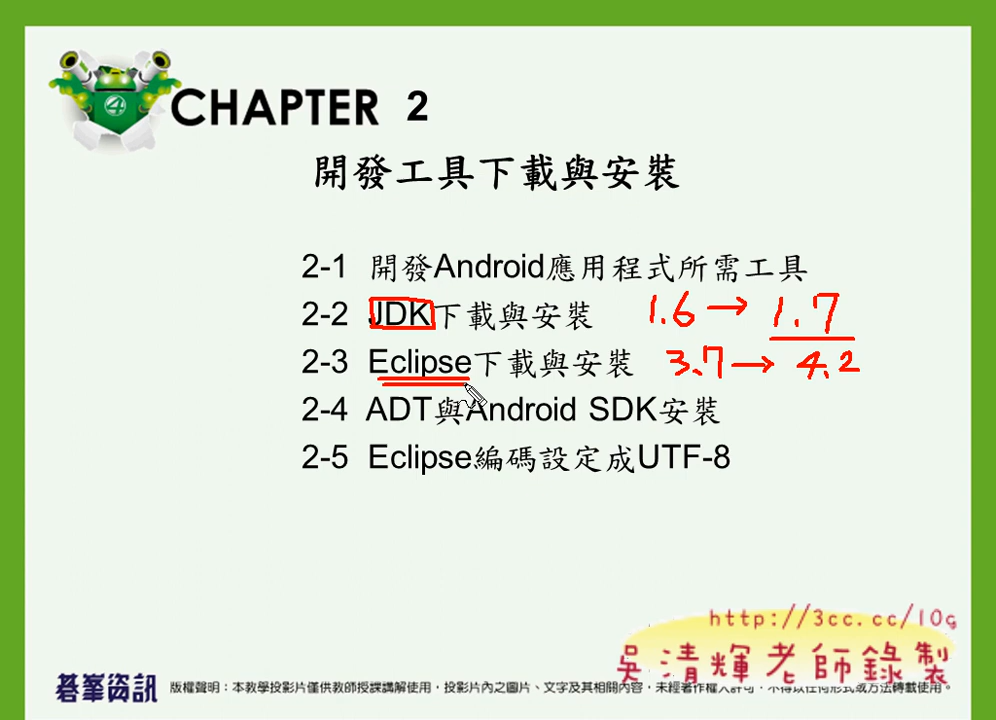 CHAPTER 2
開發工具下載與安裝
2-1 開發Android應用程式所需工具
2-2 JDK下載與安裝 1.6→1.7
2-3 Eclipse下載與安裝 3.7→4.2
2-4 ADT與Android SDK安裝
2-5 Eclipse編碼設定成UTF-8
http://3cc.cc/10g
吳清輝老師錄製
碁峯資訊 版權聲明：本教學投影片僅供教師授課講解使用，投影片內之圖片、文字及其相關內容，未經著作權人許可，不得以任何形式或方法轉載使用。